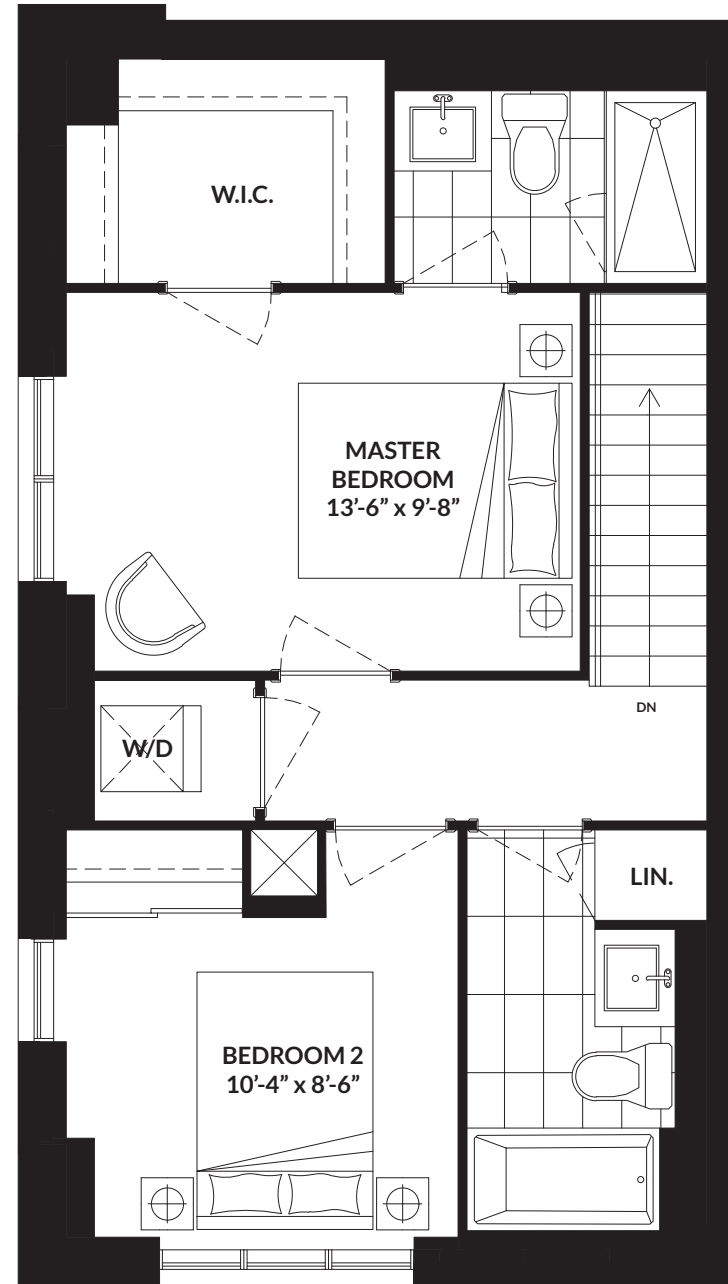 W.I.C.
MASTER
BEDROOM
13’-6” x 9’-8”
DN
W/D
LIN.
BEDROOM 2
10’-4” x 8’-6”